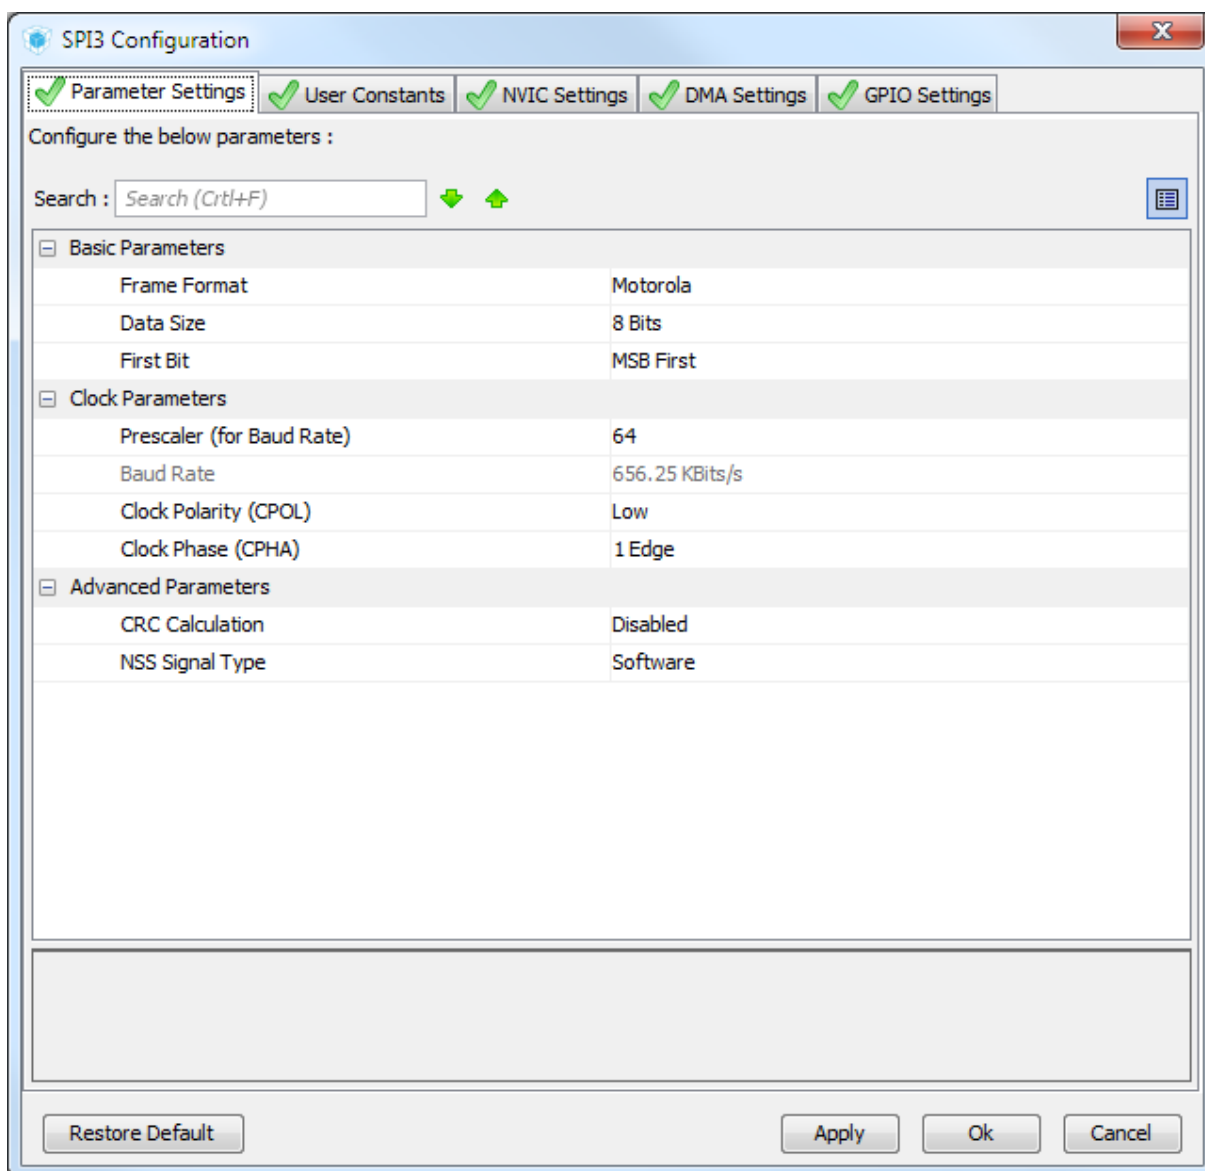 SPI3 Configuration
Parameter Settings User Constants NVIC Settings DMA Settings GPIO Settings
Configure the below parameters :
Search : Search (Crtl+F)
Basic Parameters
Frame Format Motorola
Data Size 8 Bits
First Bit MSB First
Clock Parameters
Prescaler (for Baud Rate) 64
Baud Rate 656.25 KBits/s
Clock Polarity (CPOL) Low
Clock Phase (CPHA) 1 Edge
Advanced Parameters
CRC Calculation Disabled
NSS Signal Type Software
Restore Default Apply Ok Cancel